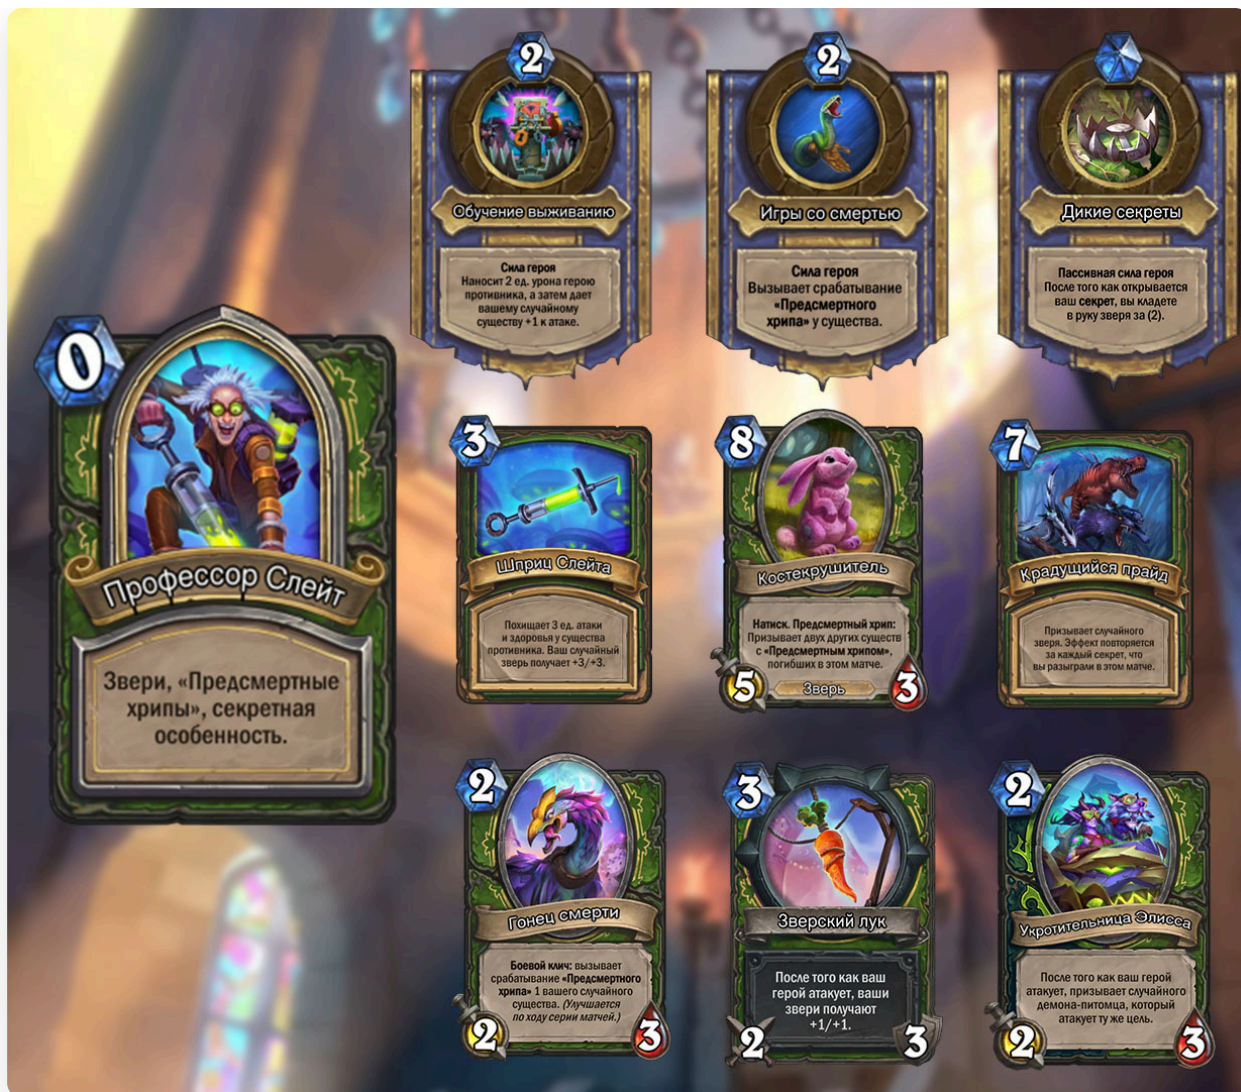 2
Обучение выживанию
Сила героя
Наносит 2 ед. урона герою
противника, а затем дает
вашему случайному
существу +1 к атаке.
2
Игры со смертью
Сила героя
Вызывает срабатывание
«Предсмертного
хрипа» у существа.
Дикие секреты
Пассивная сила героя
После того как открывается
ваш секрет, вы кладете
в руку зверя за (2).
0
Профессор Слейт
Звери, «Предсмертные
хрипы», секретная
особенность.
3
Шприц Слейта
Похищает 3 ед. атаки
и здоровья у существа
противника. Ваш случайный
зверь получает +3/+3.
8
Костекрушитель
Натиск. Предсмертный хрип:
Призывает двух других существ
с «Предсмертным хрипом»,
погибших в этом матче.
5
Зверь
3
7
Крадущийся прайд
Призывает случайного
зверя. Эффект повторяется
за каждый секрет, что
вы разыграли в этом матче.
2
Гонец смерти
Боевой клич: вызывает
срабатывание «Предсмертного
хрипа» 1 вашего случайного
существа. (Улучшается
по ходу серии матчей.)
2
3
3
Зверский лук
После того как ваш
герой атакует, ваши
звери получают
+1/+1.
2
3
2
Укротительница Элисса
После того как ваш герой
атакует, призывает случайного
демона-питомца, который
атакует ту же цель.
2
3